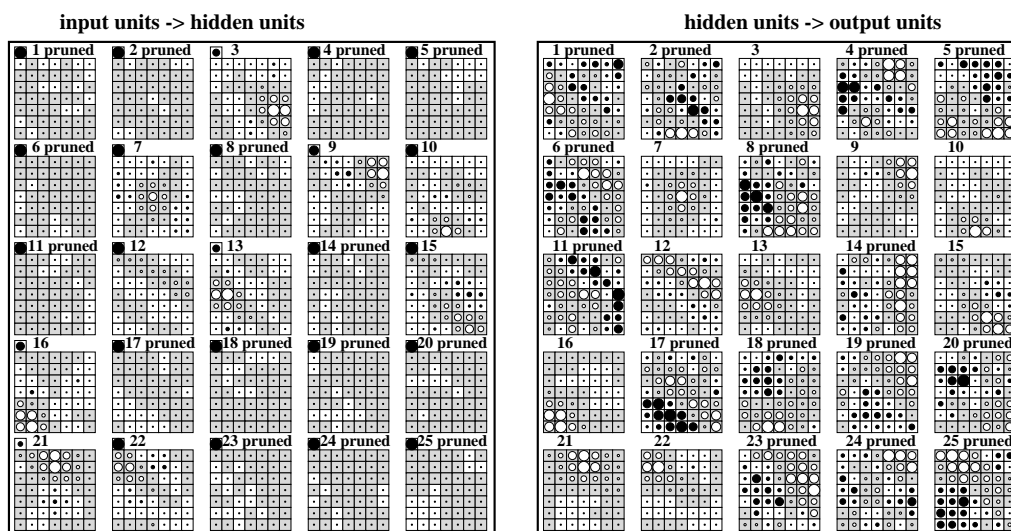 input units -> hidden units
hidden units -> output units
1 pruned 2 pruned 3 4 pruned 5 pruned
6 pruned 7 8 pruned 9 10
11 pruned 12 13 14 pruned 15
16 17 pruned 18 pruned 19 pruned 20 pruned
21 22 23 pruned 24 pruned 25 pruned
1 pruned 2 pruned 3 4 pruned 5 pruned
6 pruned 7 8 pruned 9 10
11 pruned 12 13 14 pruned 15
16 17 pruned 18 pruned 19 pruned 20 pruned
21 22 23 pruned 24 pruned 25 pruned